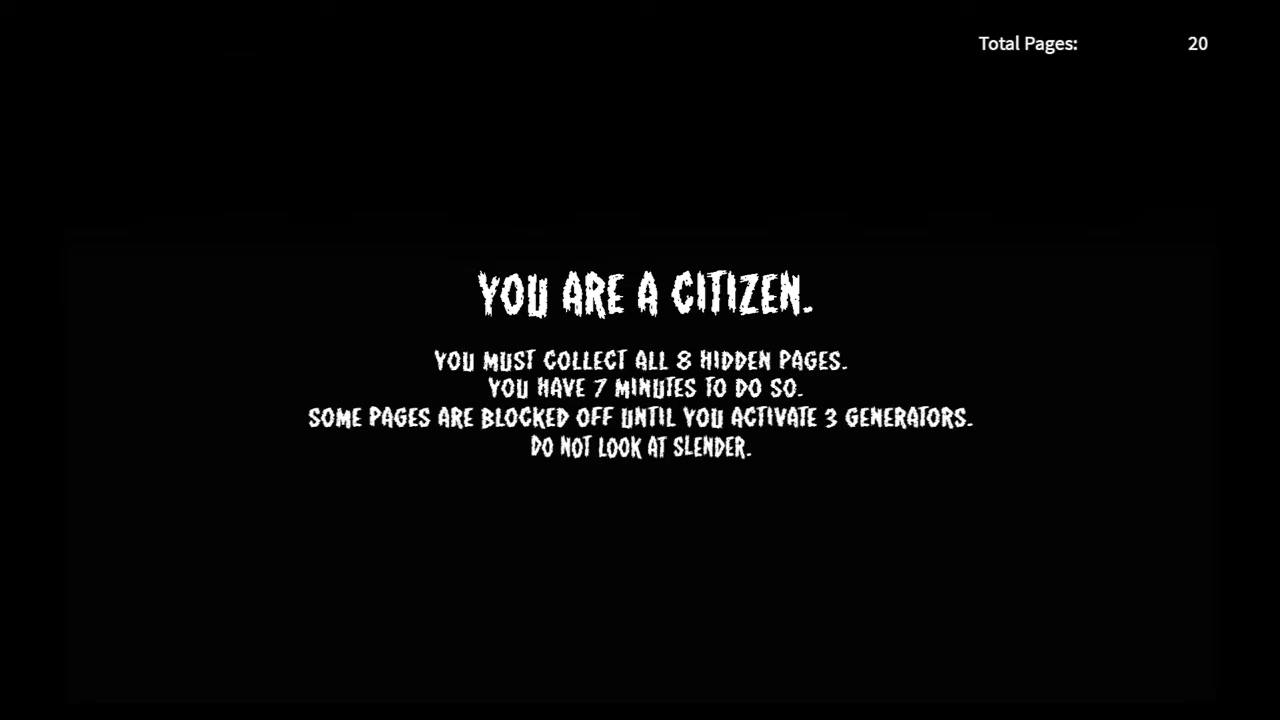 Total Pages: 20
YOU ARE A CITIZEN.
YOU MUST COLLECT ALL 8 HIDDEN PAGES.
YOU HAVE 7 MINUTES TO DO SO.
SOME PAGES ARE BLOCKED OFF UNTIL YOU ACTIVATE 3 GENERATORS.
DO NOT LOOK AT SLENDER.